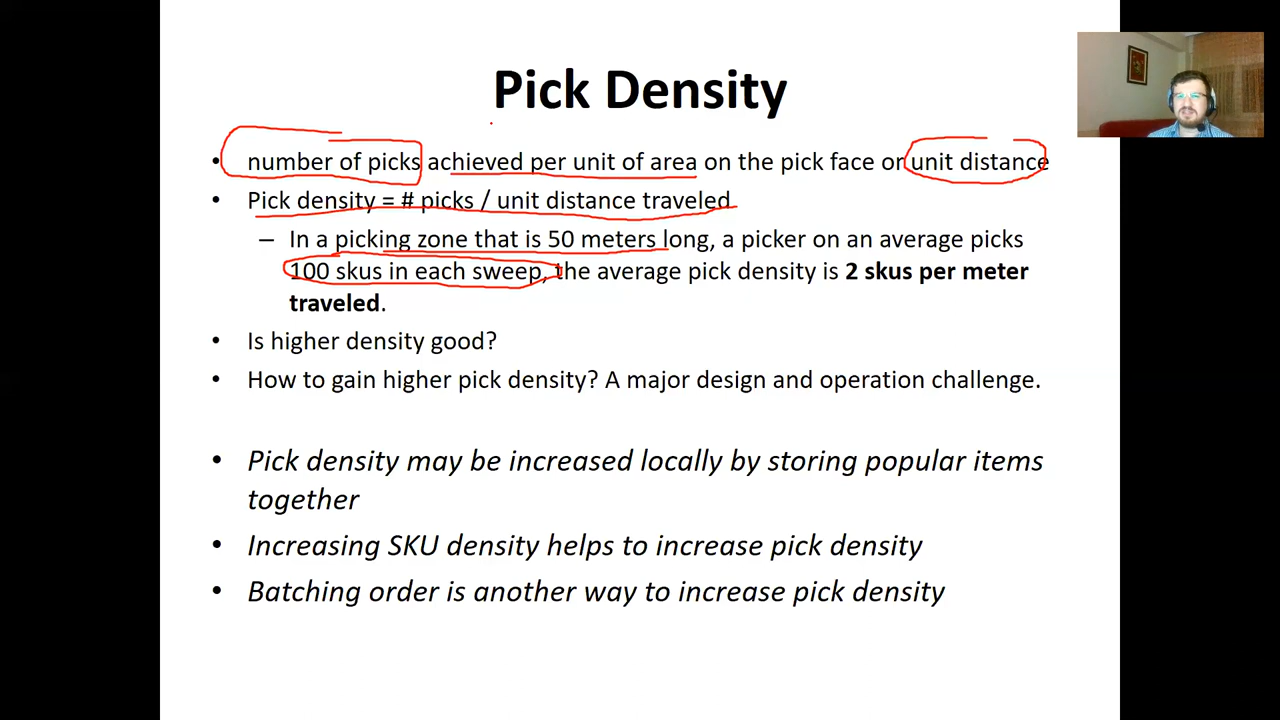 Pick Density
• number of picks achieved per unit of area on the pick face or unit distance
• Pick density = # picks / unit distance traveled
– In a picking zone that is 50 meters long, a picker on an average picks
100 skus in each sweep, the average pick density is 2 skus per meter
traveled.
• Is higher density good?
• How to gain higher pick density? A major design and operation challenge.
• Pick density may be increased locally by storing popular items
together
• Increasing SKU density helps to increase pick density
• Batching order is another way to increase pick density